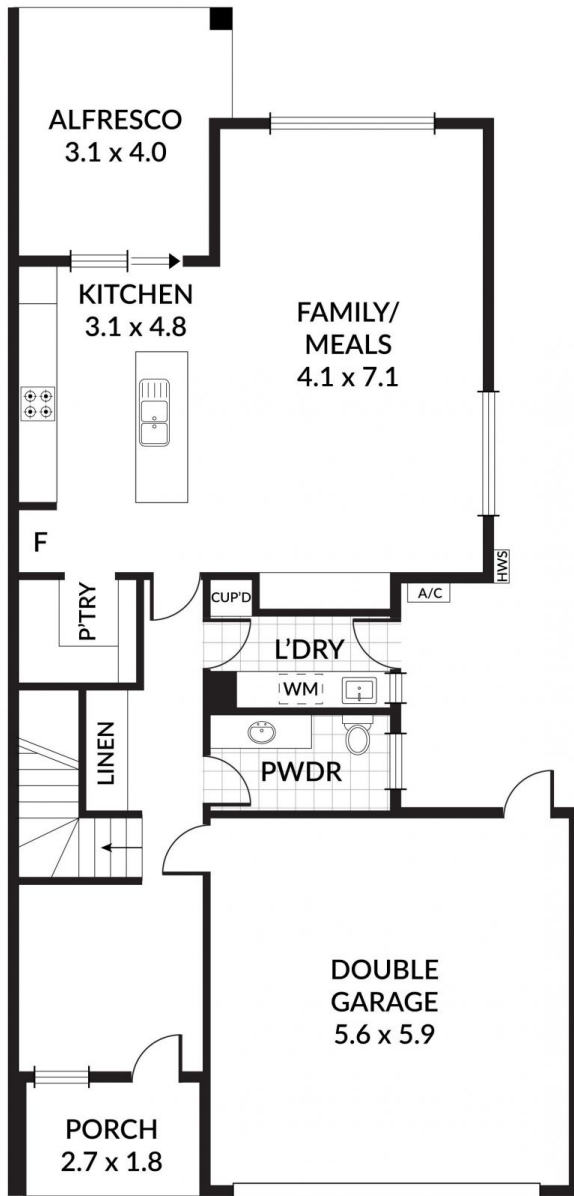 ALFRESCO
3.1 x 4.0
KITCHEN
3.1 x 4.8
FAMILY/
MEALS
4.1 x 7.1
F
P'TRY
CUP'D
A/C
HWS
L'DRY
WM
LINEN
PWDR
DOUBLE
GARAGE
5.6 x 5.9
PORCH
2.7 x 1.8